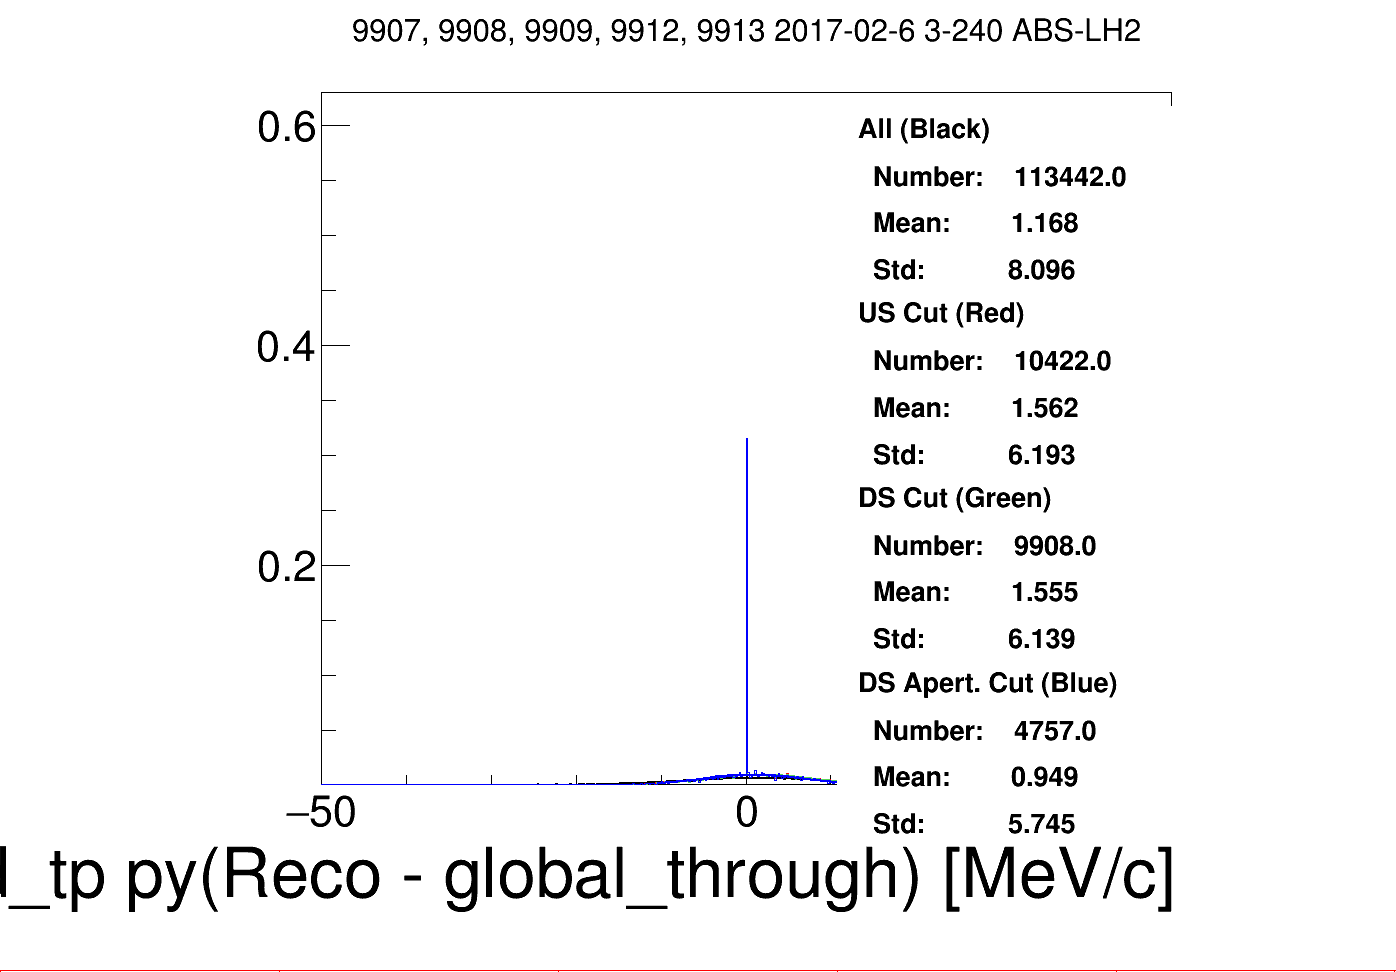 9907, 9908, 9909, 9912, 9913 2017-02-6 3-240 ABS-LH2
0.6
0.4
0.2
−50
0
All (Black)
Number: 113442.0
Mean: 1.168
Std: 8.096
US Cut (Red)
Number: 10422.0
Mean: 1.562
Std: 6.193
DS Cut (Green)
Number: 9908.0
Mean: 1.555
Std: 6.139
DS Apert. Cut (Blue)
Number: 4757.0
Mean: 0.949
Std: 5.745
_tp py(Reco - global_through) [MeV/c]